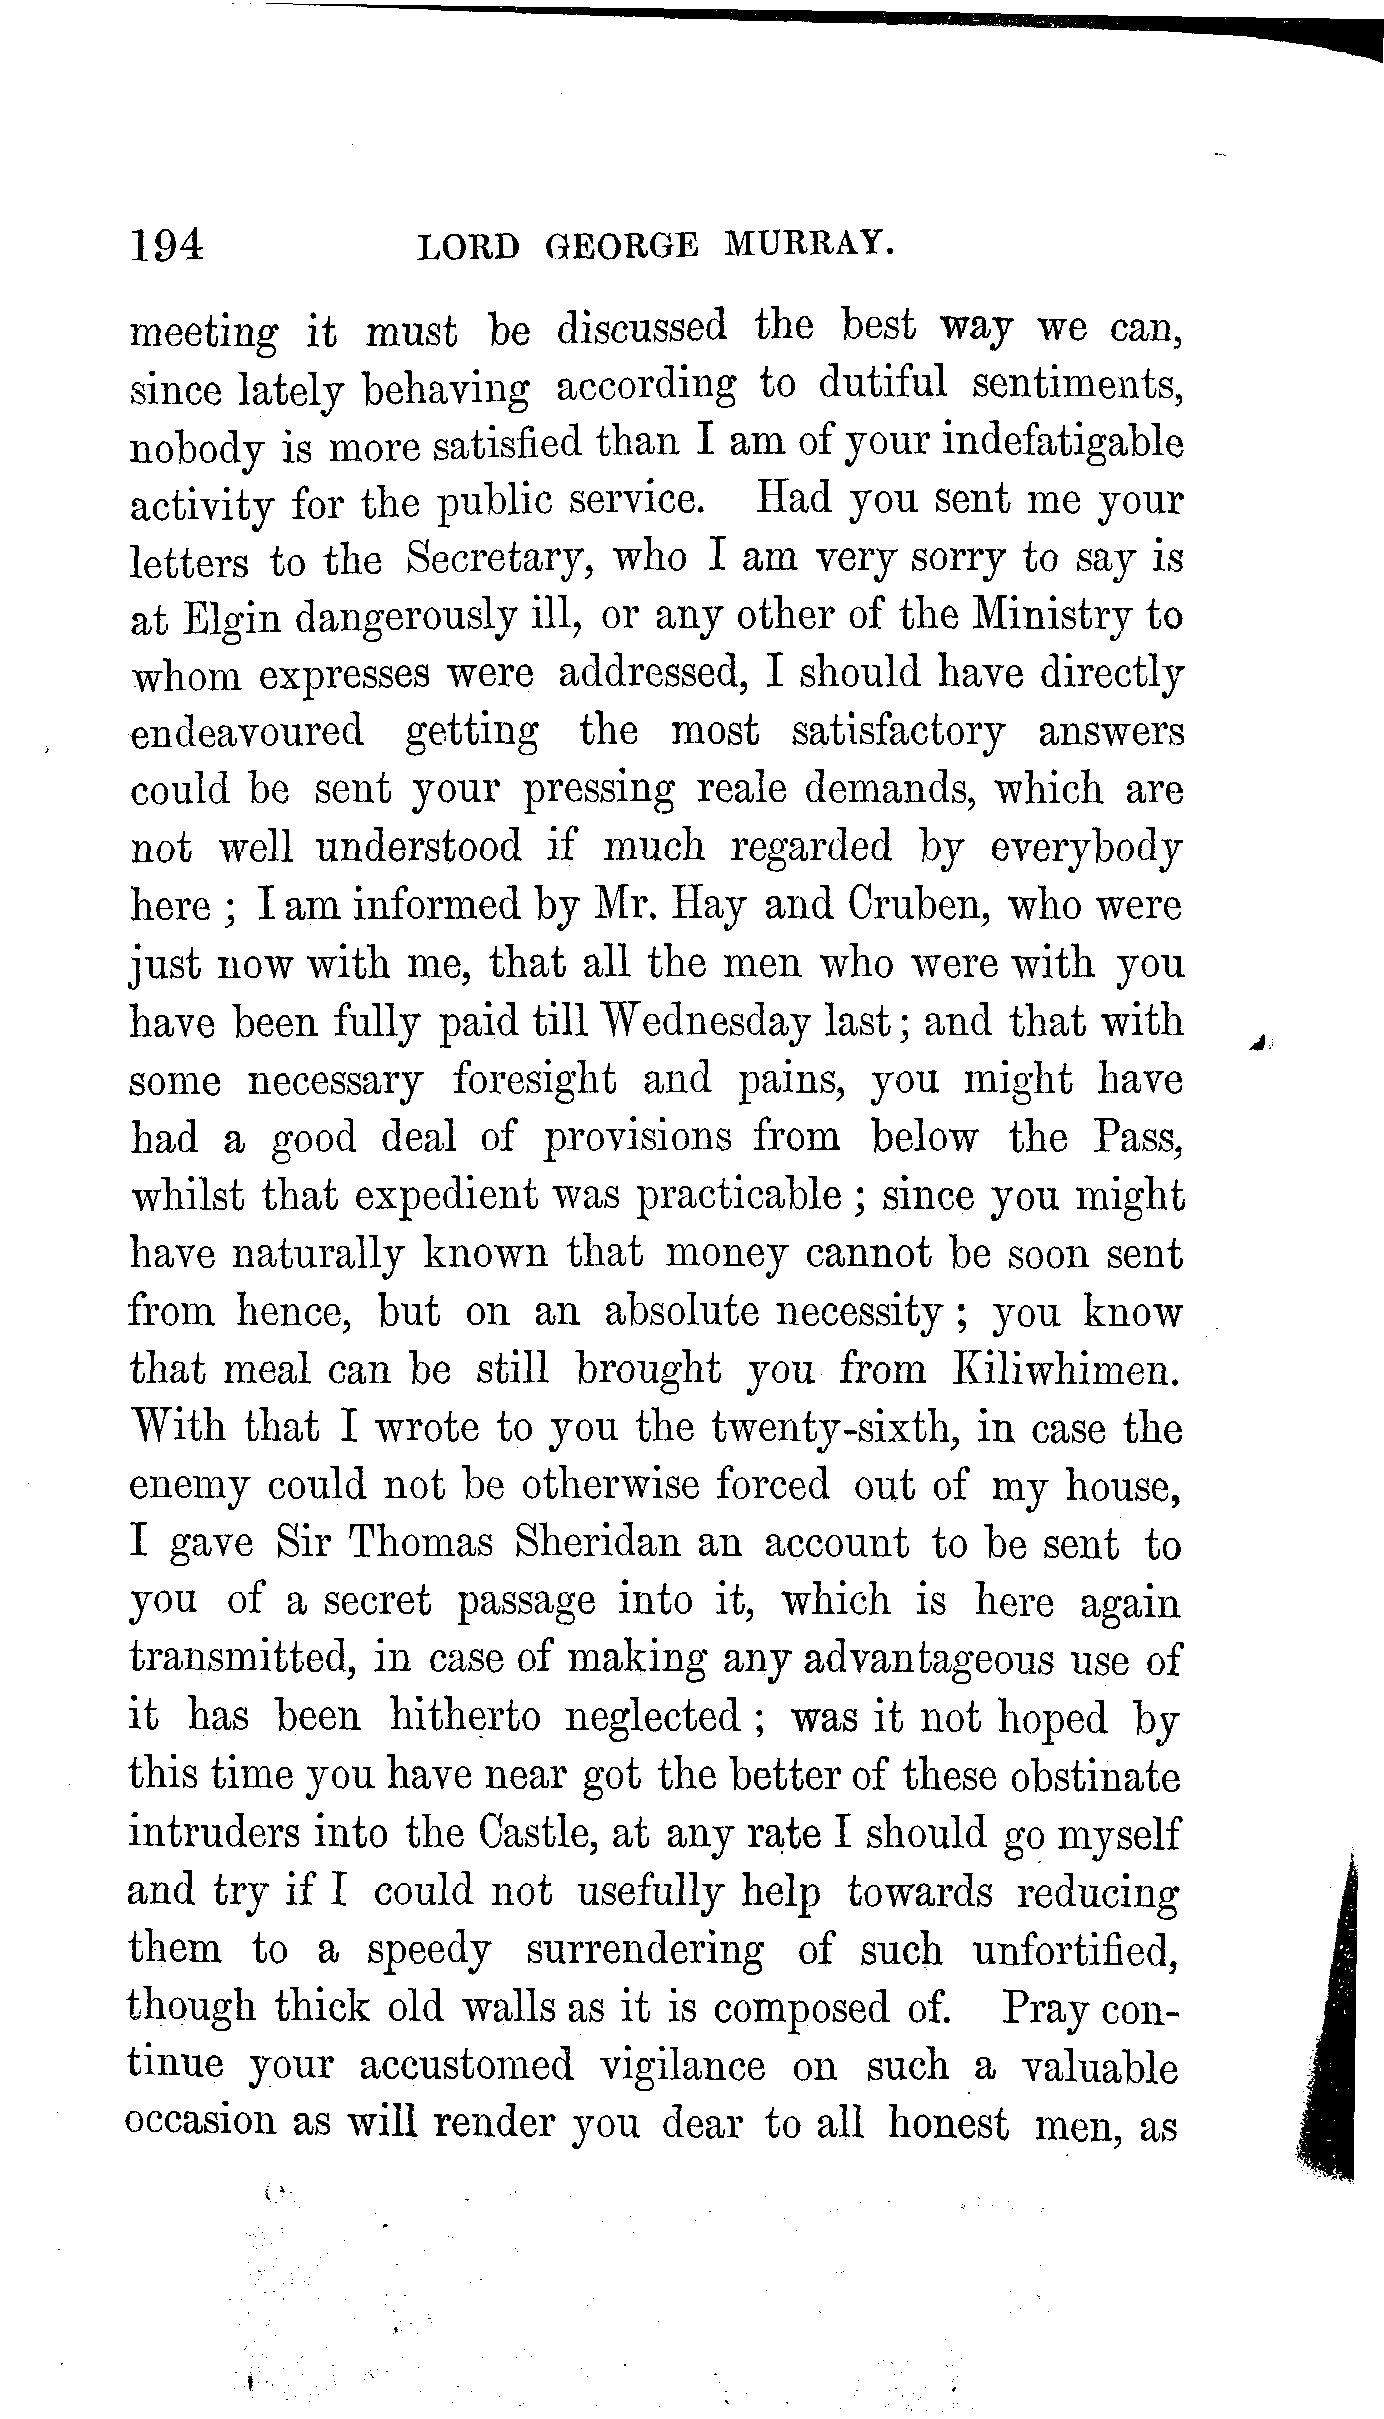 194 LORD GEORGE MURRAY.
meeting it must be discussed the best way we can,
since lately behaving according to dutiful sentiments,
nobody is more satisfied than I am of your indefatigable
activity for the public service. Had you sent me your
letters to the Secretary, who I am very sorry to say is
at Elgin dangerously ill, or any other of the Ministry to
whom expresses were addressed, I should have directly
endeavoured getting the most satisfactory answers
could be sent your pressing reale demands, which are
not well understood if much regarded by everybody
here ; I am informed by Mr. Hay and Cruben, who were
just now with me, that all the men who were with you
have been fully paid till Wednesday last ; and that with
some necessary foresight and pains, you might have
had a good deal of provisions from below the Pass,
whilst that expedient was practicable ; since you might
have naturally known that money cannot be soon sent
from hence, but on an absolute necessity ; you know
that meal can be still brought you from Kiliwhimen.
With that I wrote to you the twenty-sixth, in case the
enemy could not be otherwise forced out of my house,
I gave Sir Thomas Sheridan an account to be sent to
you of a secret passage into it, which is here again
transmitted, in case of making any advantageous use of
it has been hitherto neglected ; was it not hoped by
this time you have near got the better of these obstinate
intruders into the Castle, at any rate I should go myself
and try if I could not usefully help towards reducing
them to a speedy surrendering of such unfortified,
though thick old walls as it is composed of. Pray con-
tinue your accustomed vigilance on such a valuable
occasion as will render you dear to all honest men, as